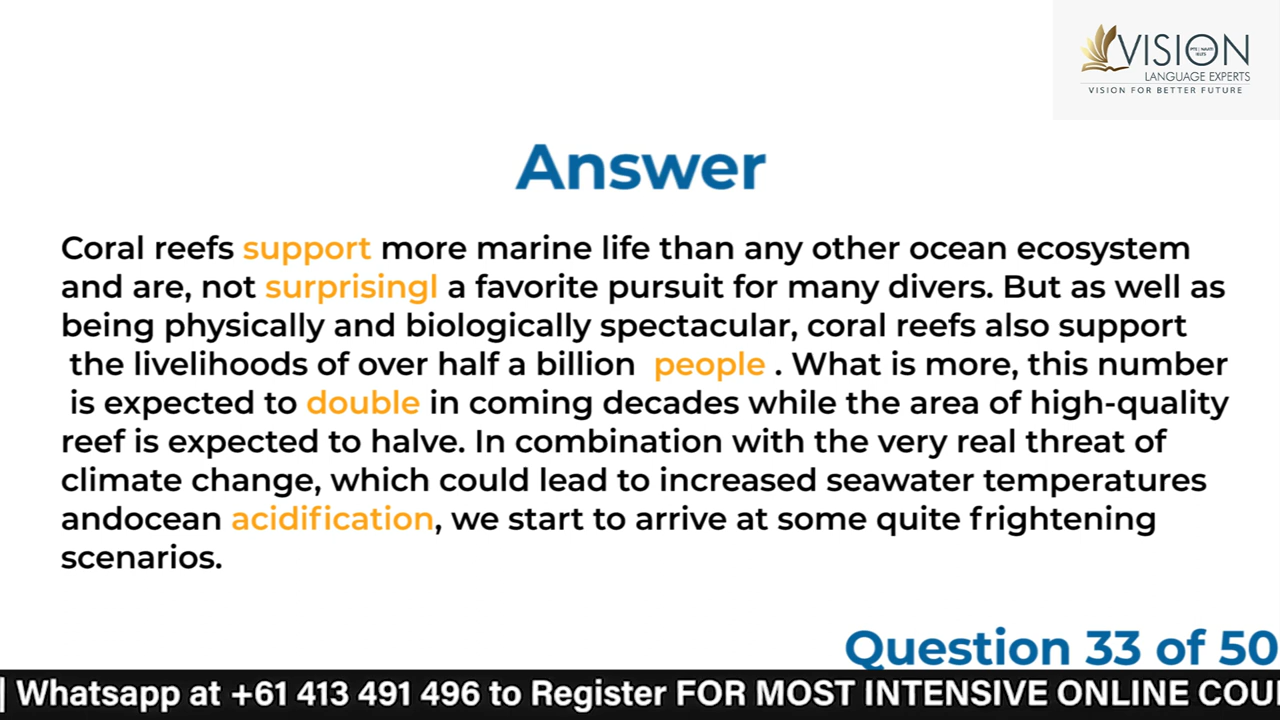 VISION
LANGUAGE EXPERTS
VISION FOR BETTER FUTURE
Answer
Coral reefs support more marine life than any other ocean ecosystem
and are, not surprisingl a favorite pursuit for many divers. But as well as
being physically and biologically spectacular, coral reefs also support
the livelihoods of over half a billion people . What is more, this number
is expected to double in coming decades while the area of high-quality
reef is expected to halve. In combination with the very real threat of
climate change, which could lead to increased seawater temperatures
andocean acidification, we start to arrive at some quite frightening
scenarios.
Question 33 of 50
| Whatsapp at +61 413 491 496 to Register FOR MOST INTENSIVE ONLINE COU